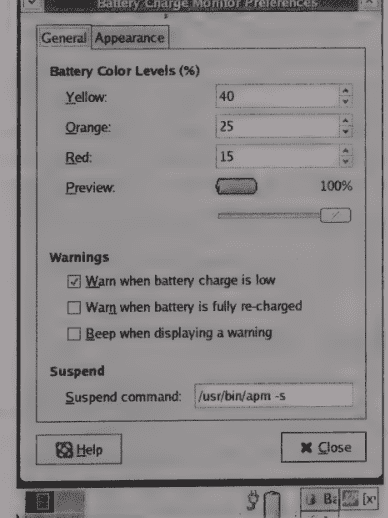 Battery Charge Monitor Preferences
General Appearance
Battery Color Levels (%)
Yellow: 40
Orange: 25
Red: 15
Preview: 100%
Warnings
Warn when battery charge is low
Warn when battery is fully re-charged
Beep when displaying a warning
Suspend
Suspend command: /usr/bin/apm -s
Help Close